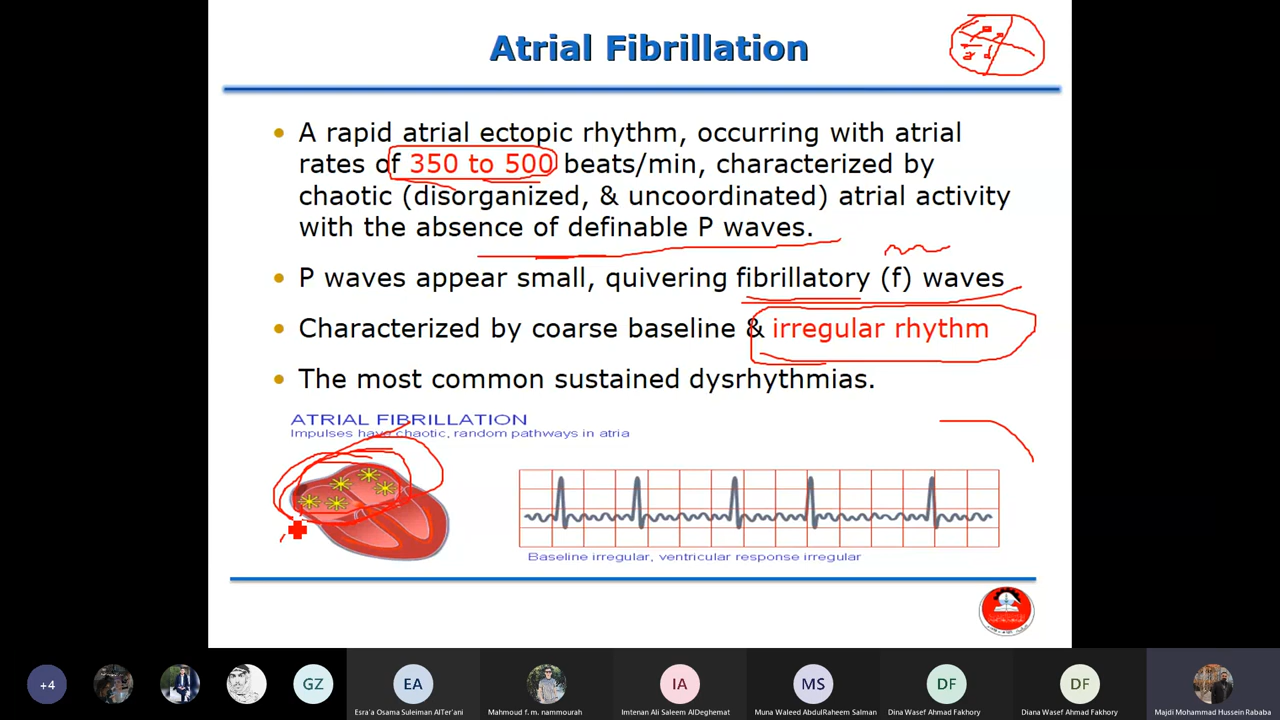 Atrial Fibrillation
• A rapid atrial ectopic rhythm, occurring with atrial
rates of 350 to 500 beats/min, characterized by
chaotic (disorganized, & uncoordinated) atrial activity
with the absence of definable P waves.
• P waves appear small, quivering fibrillatory (f) waves
• Characterized by coarse baseline & irregular rhythm
• The most common sustained dysrhythmias.
ATRIAL FIBRILLATION
Impulses have chaotic, random pathways in atria
Baseline irregular, ventricular response irregular
+4
GZ
EA
IA
MS
DF
DF
Esra'a Osama Suleiman AlTer'ani
Mahmoud f. m. nammourah
Imtenan Ali Saleem AlDeghemat
Muna Waleed AbdulRaheem Salman
Dina Wasef Ahmad Fakhory
Diana Wasef Ahmad Fakhory
Majdi Mohammad Hussein Rababa